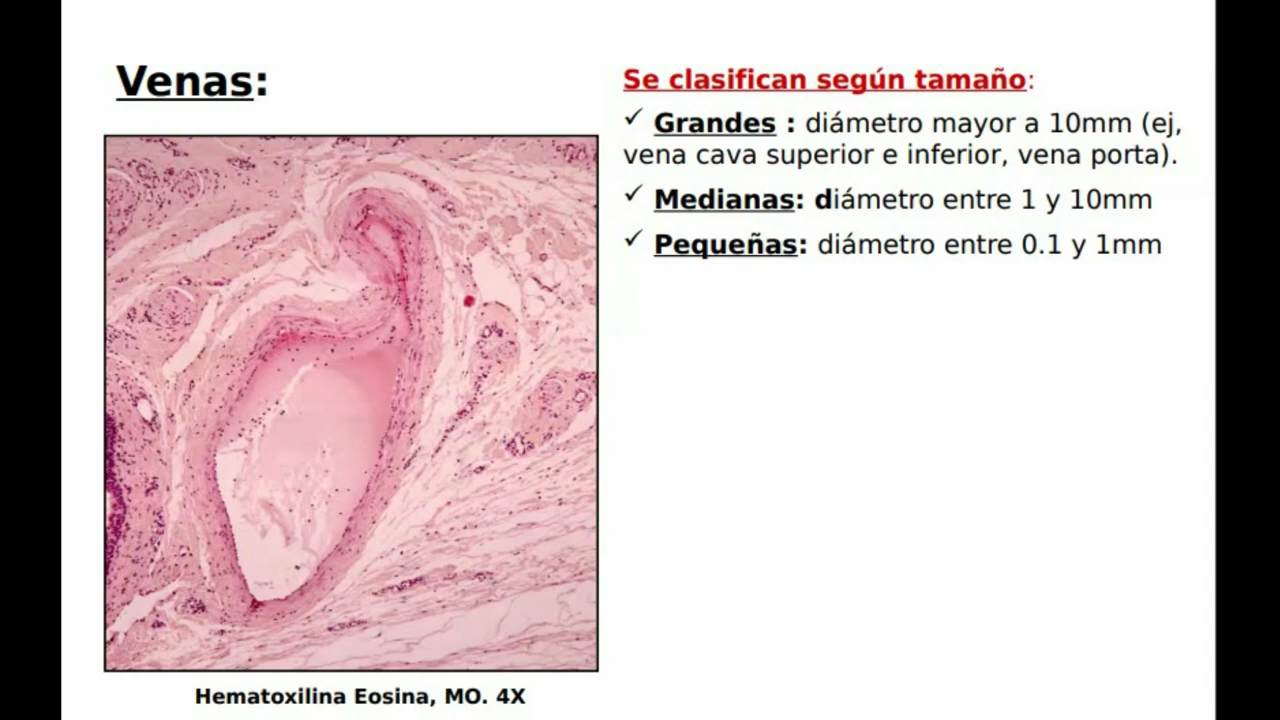 Venas:
Se clasifican según tamaño:
✓ Grandes : diámetro mayor a 10mm (ej,
vena cava superior e inferior, vena porta).
✓ Medianas: diámetro entre 1 y 10mm
✓ Pequeñas: diámetro entre 0.1 y 1mm
Hematoxilina Eosina, MO. 4X